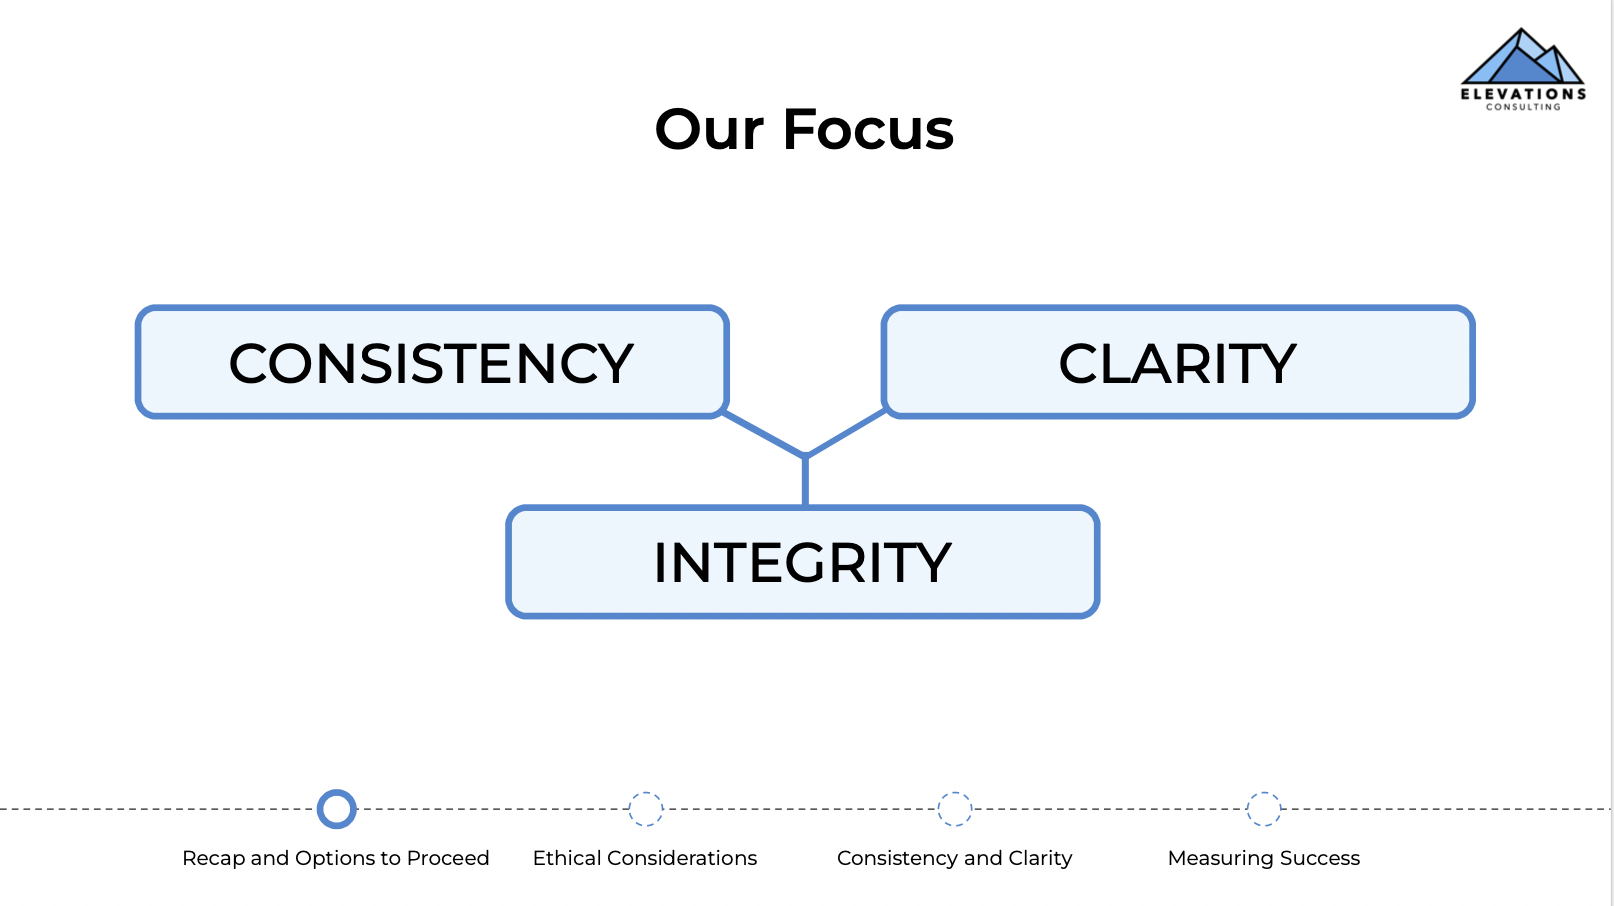 ELEVATIONS
CONSULTING
Our Focus
CONSISTENCY
CLARITY
INTEGRITY
Recap and Options to Proceed
Ethical Considerations
Consistency and Clarity
Measuring Success